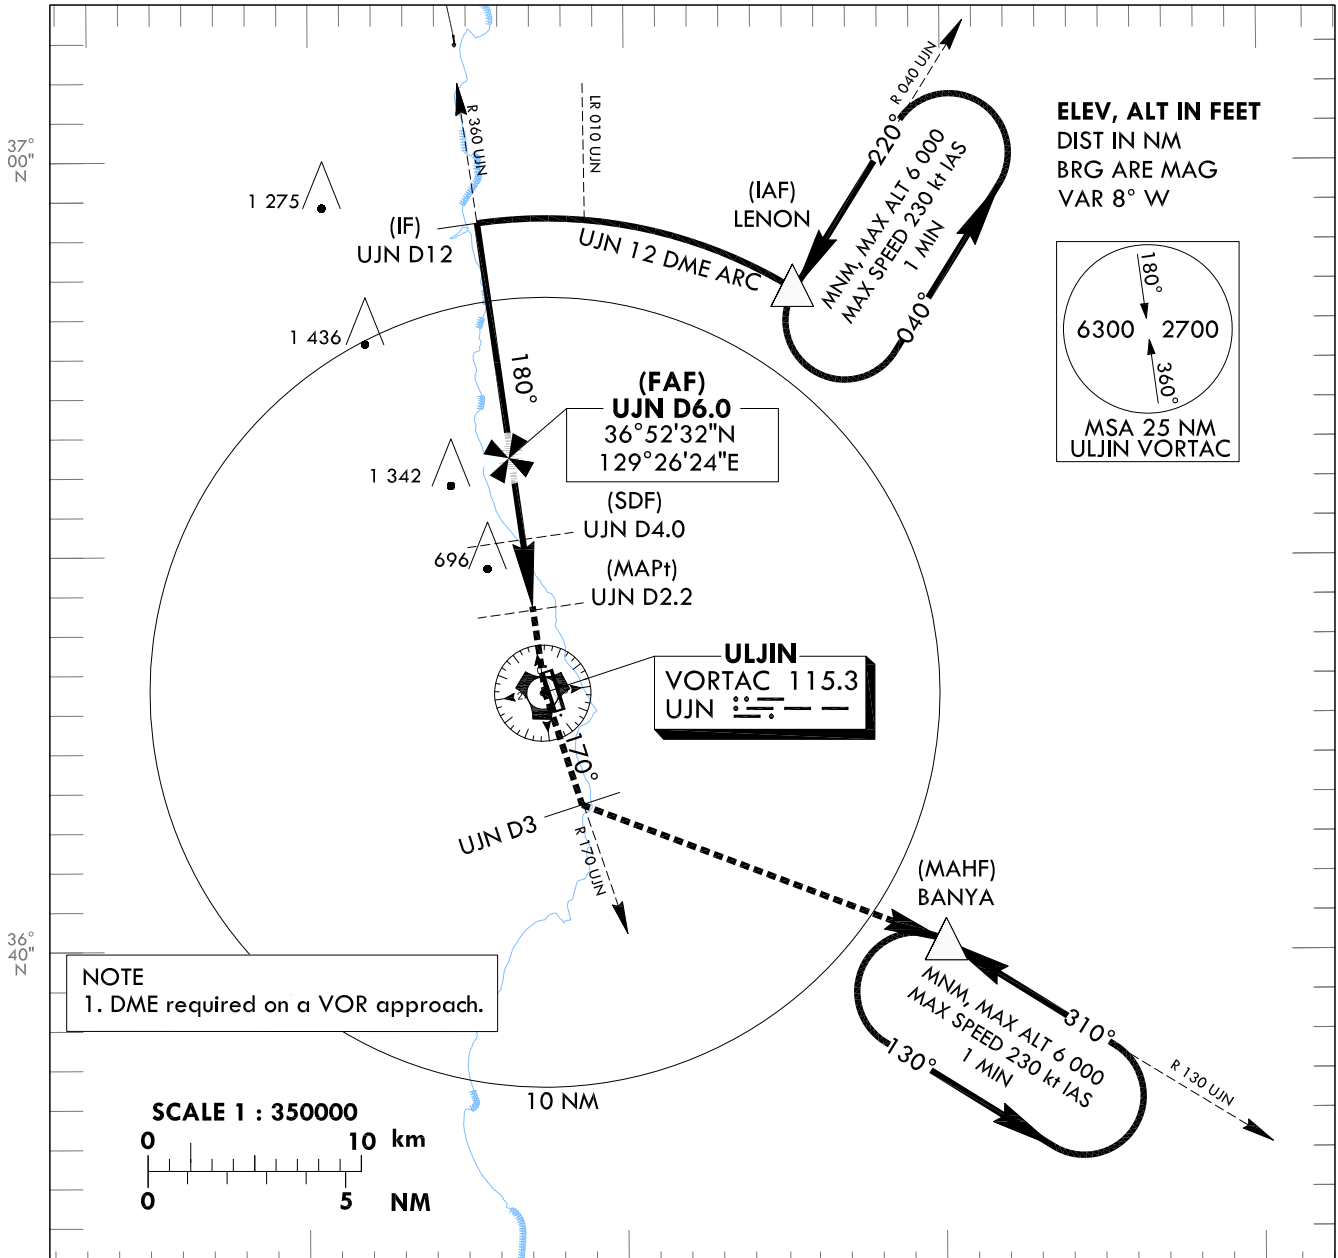 R 040 UJN
ELEV, ALT IN FEET
DIST IN NM
BRG ARE MAG
VAR 8° W
37°
00"
N
R 360 UJN
LR 010 UJN
220°
MNM, MAX ALT 6 000
MAX SPEED 230 kt IAS
1 MIN
040°
(IAF)
LENON
1 275
(IF)
UJN D12
UJN 12 DME ARC
180°
6300 2700
360°
MSA 25 NM
ULJIN VORTAC
1 436
180°
(FAF)
UJN D6.0
36°52'32"N
129°26'24"E
1 342
(SDF)
UJN D4.0
696
(MAPt)
UJN D2.2
ULJIN
VORTAC 115.3
UJN
170°
UJN D3
R 170 UJN
(MAHF)
BANYA
36°
40"
N
NOTE
1. DME required on a VOR approach.
MNM, MAX ALT 6 000
MAX SPEED 230 kt IAS
1 MIN
310°
130°
R 130 UJN
10 NM
SCALE 1 : 350000
0 10 km
0 5 NM